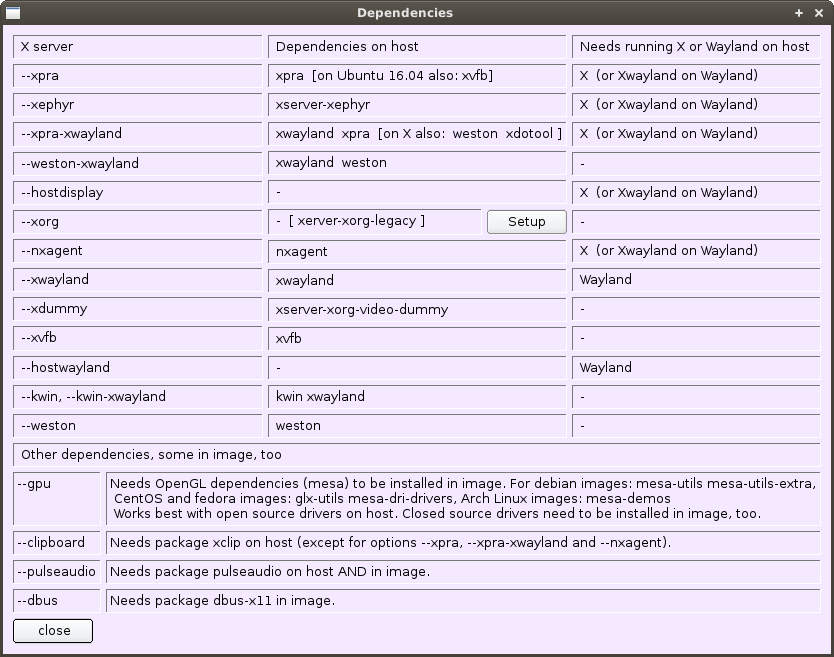 Dependencies
X server Dependencies on host Needs running X or Wayland on host
--xpra xpra [on Ubuntu 16.04 also: xvfb] X (or Xwayland on Wayland)
--xephyr xserver-xephyr X (or Xwayland on Wayland)
--xpra-xwayland xwayland xpra [on X also: weston xdotool ] X (or Xwayland on Wayland)
--weston-xwayland xwayland weston -
--hostdisplay - X (or Xwayland on Wayland)
--xorg - [ xerver-xorg-legacy ] Setup -
--nxagent nxagent X (or Xwayland on Wayland)
--xwayland xwayland Wayland
--xdummy xserver-xorg-video-dummy -
--xvfb xvfb -
--hostwayland - Wayland
--kwin, --kwin-xwayland kwin xwayland -
--weston weston -
Other dependencies, some in image, too
--gpu Needs OpenGL dependencies (mesa) to be installed in image. For debian images: mesa-utils mesa-utils-extra,
CentOS and fedora images: glx-utils mesa-dri-drivers, Arch Linux images: mesa-demos
Works best with open source drivers on host. Closed source drivers need to be installed in image, too.
--clipboard Needs package xclip on host (except for options --xpra, --xpra-xwayland and --nxagent).
--pulseaudio Needs package pulseaudio on host AND in image.
--dbus Needs package dbus-x11 in image.
close